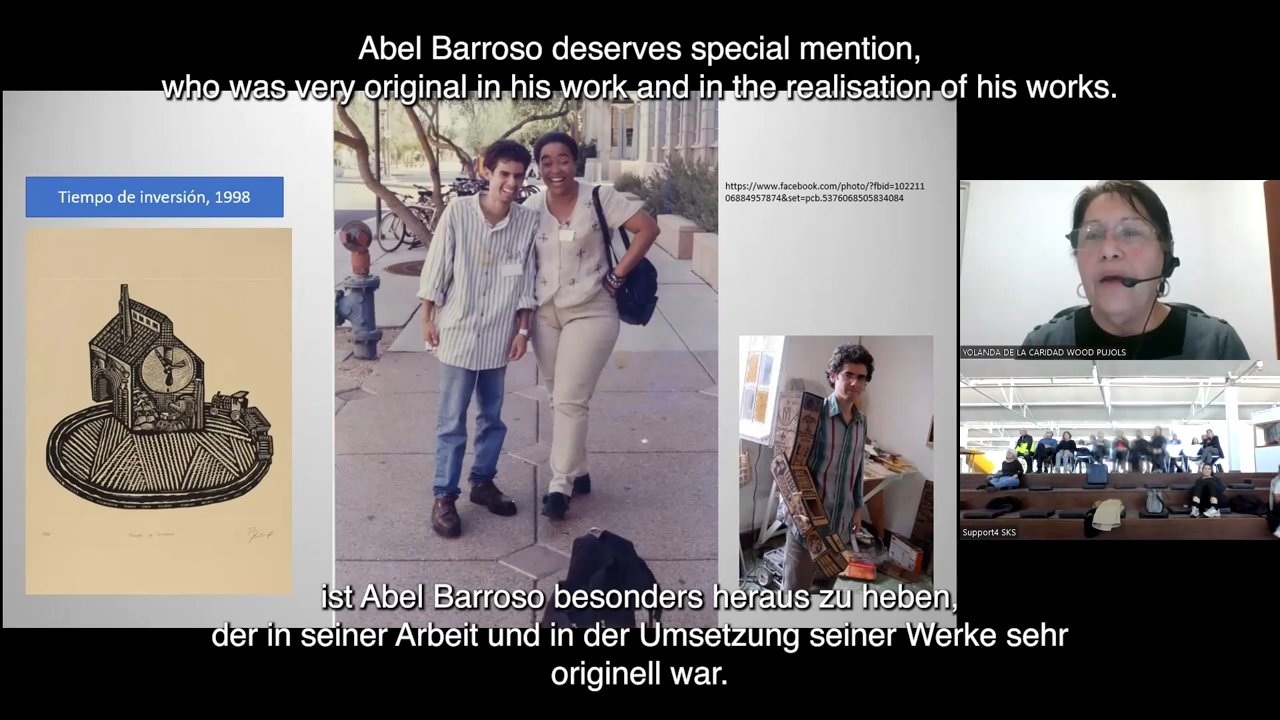 Abel Barroso deserves special mention,
who was very original in his work and in the realisation of his works.
Tiempo de inversión, 1998
https://www.facebook.com/photo/?fbid=102211
06884957874&set=pcb.5376068505834084
YOLANDA DE LA CARIDAD WOOD PUJOLS
Support4 SKS
ist Abel Barroso besonders heraus zu heben,
der in seiner Arbeit und in der Umsetzung seiner Werke sehr
originell war.